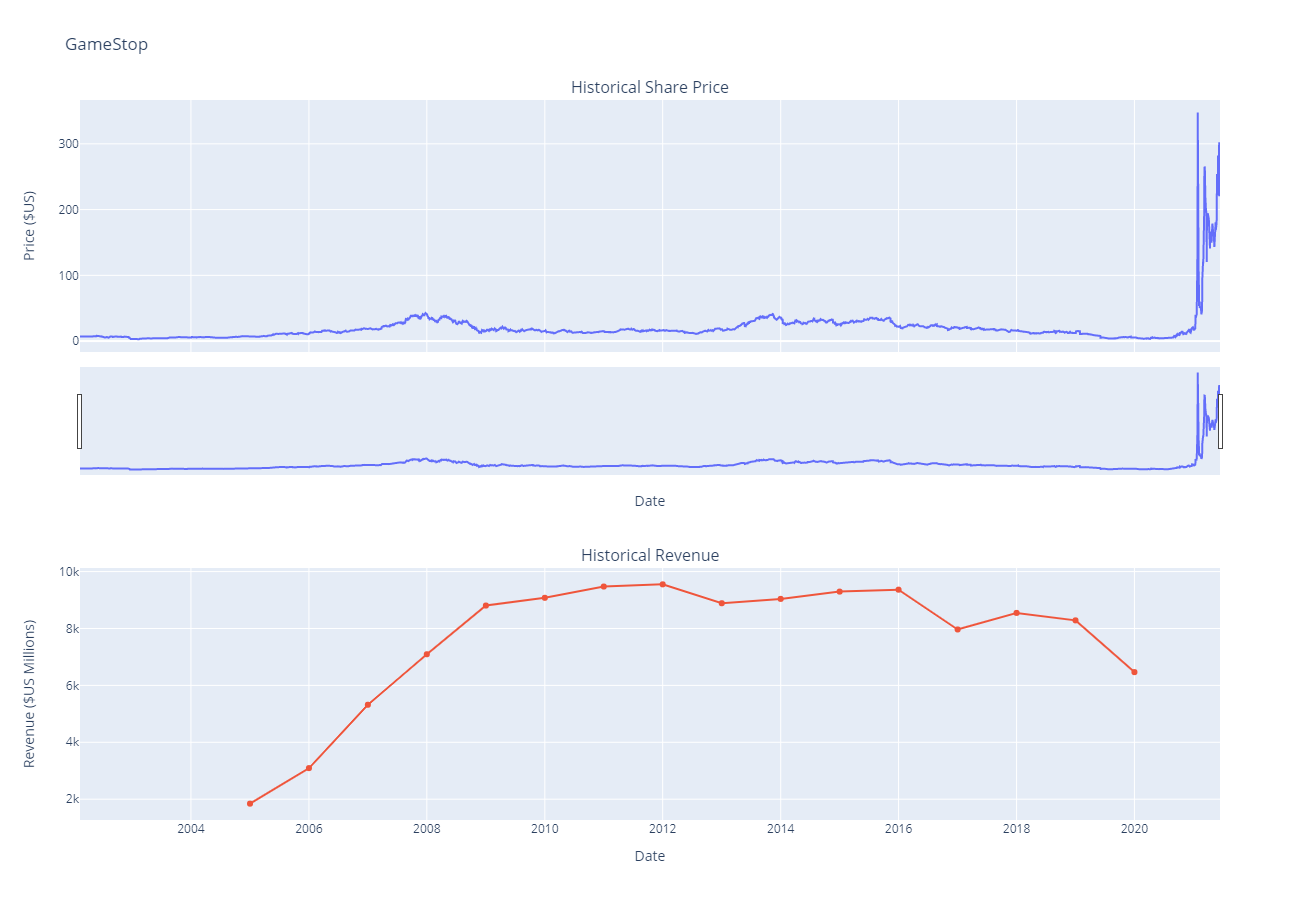 GameStop
Historical Share Price
Price ($US)
300
200
100
0
Date
Historical Revenue
Revenue ($US Millions)
10k
8k
6k
4k
2k
2004 2006 2008 2010 2012 2014 2016 2018 2020
Date